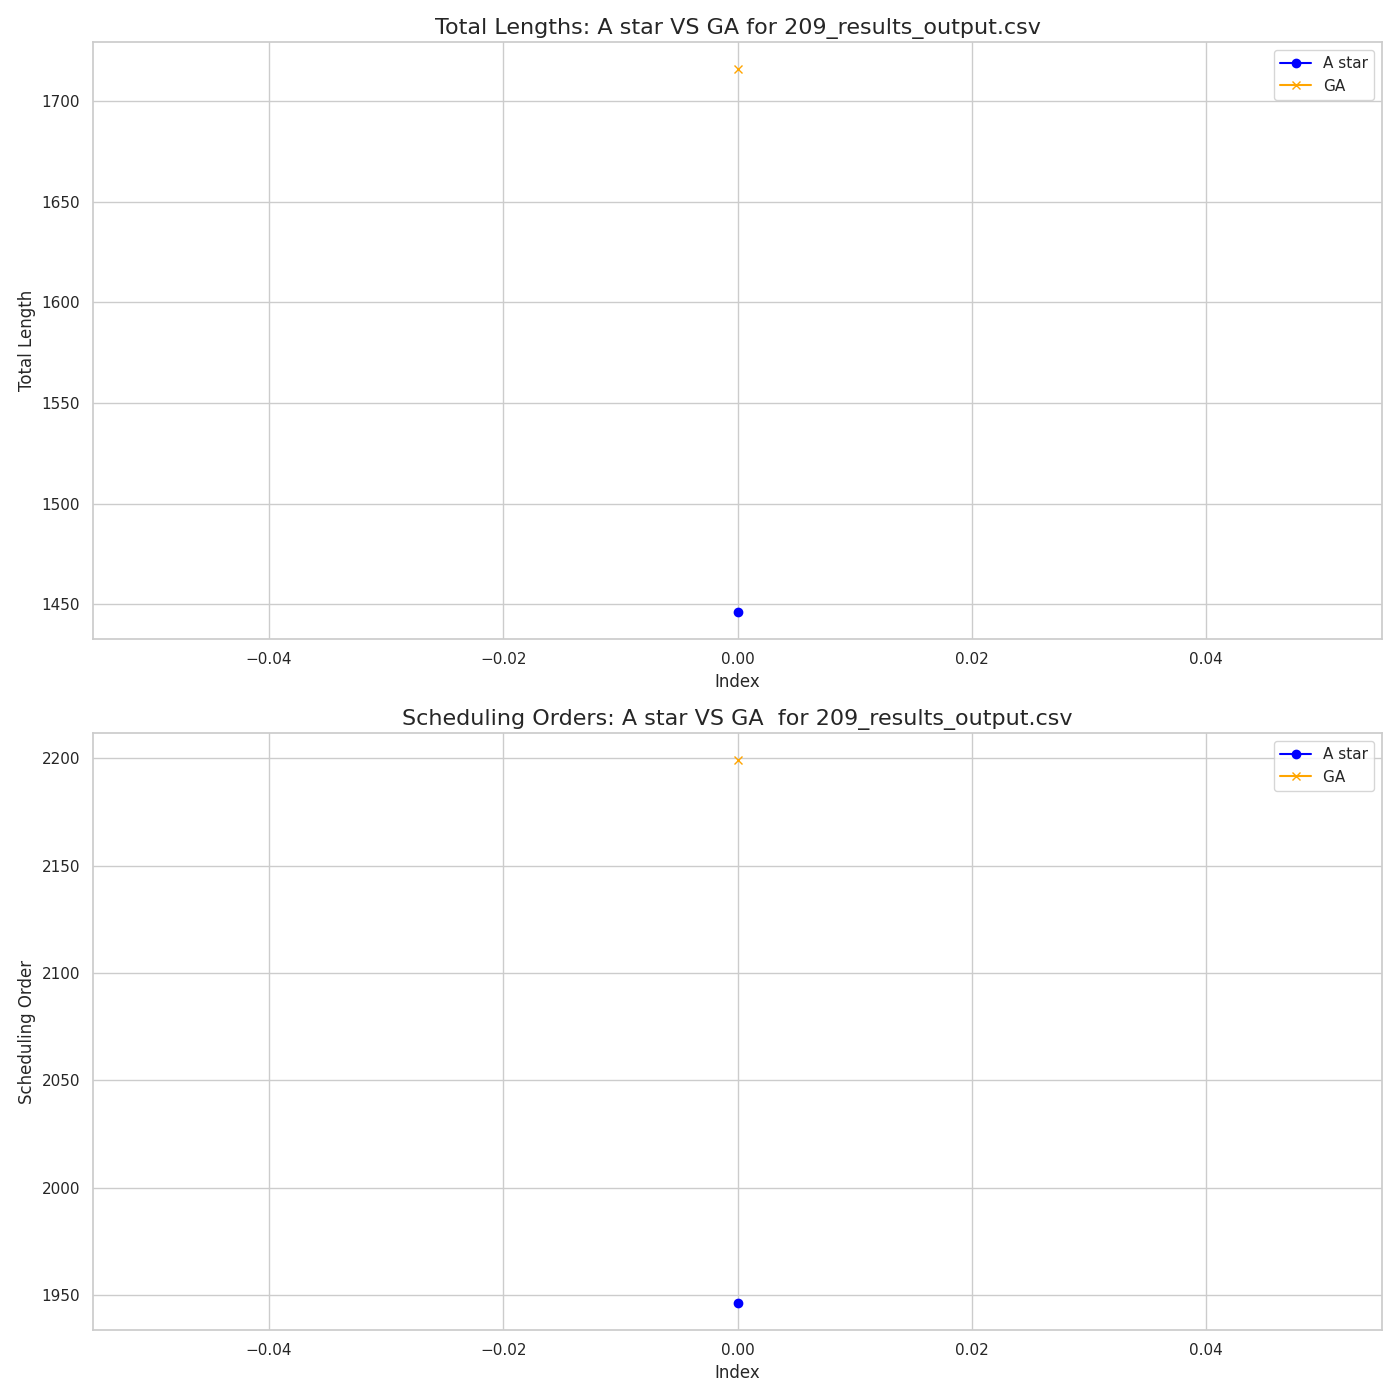 Total Lengths: A star VS GA for 209_results_output.csv
A star
GA
1700
1650
1600
1550
1500
1450
Total Length
−0.04 −0.02 0.00 0.02 0.04
Index
Scheduling Orders: A star VS GA  for 209_results_output.csv
A star
GA
2200
2150
2100
2050
2000
1950
Scheduling Order
−0.04 −0.02 0.00 0.02 0.04
Index